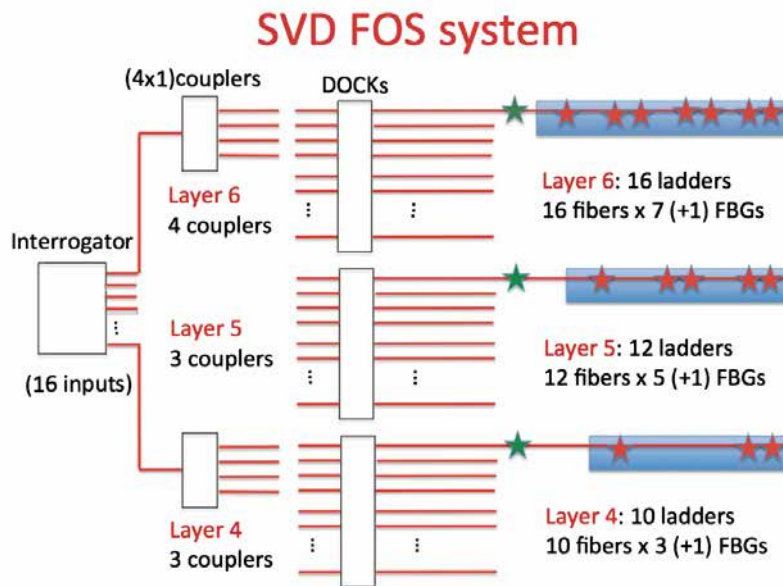 SVD FOS system
(4x1)couplers
DOCKs
Layer 6
4 couplers
Layer 6: 16 ladders
16 fibers x 7 (+1) FBGs
Interrogator
...
(16 inputs)
Layer 5
3 couplers
Layer 5: 12 ladders
12 fibers x 5 (+1) FBGs
Layer 4
3 couplers
Layer 4: 10 ladders
10 fibers x 3 (+1) FBGs